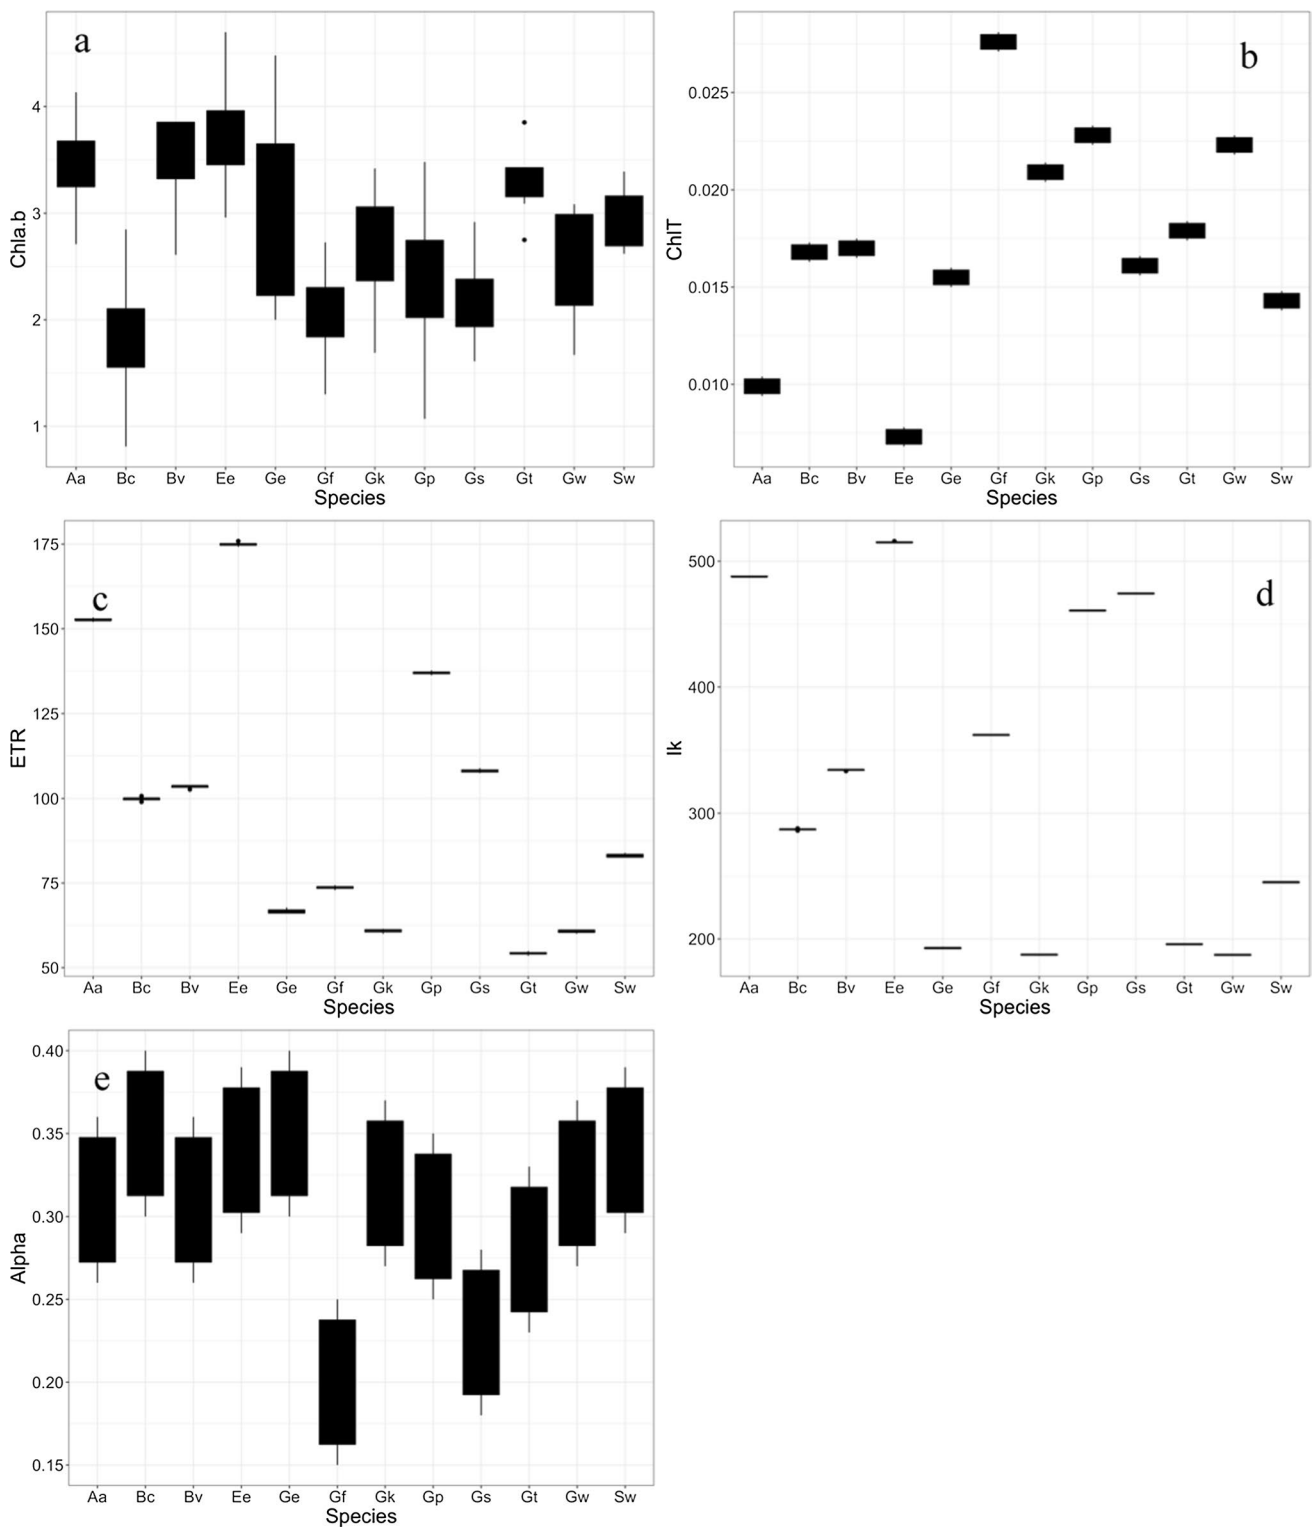 a
Chla.b
4
3
2
1
Aa Bc Bv Ee Ge Gf Gk Gp Gs Gt Gw Sw
Species
b
ChlT
0.025
0.020
0.015
0.010
Aa Bc Bv Ee Ge Gf Gk Gp Gs Gt Gw Sw
Species
c
ETR
175
150
125
100
75
50
Aa Bc Bv Ee Ge Gf Gk Gp Gs Gt Gw Sw
Species
d
Ik
500
400
300
200
Aa Bc Bv Ee Ge Gf Gk Gp Gs Gt Gw Sw
Species
e
Alpha
0.40
0.35
0.30
0.25
0.20
0.15
Aa Bc Bv Ee Ge Gf Gk Gp Gs Gt Gw Sw
Species